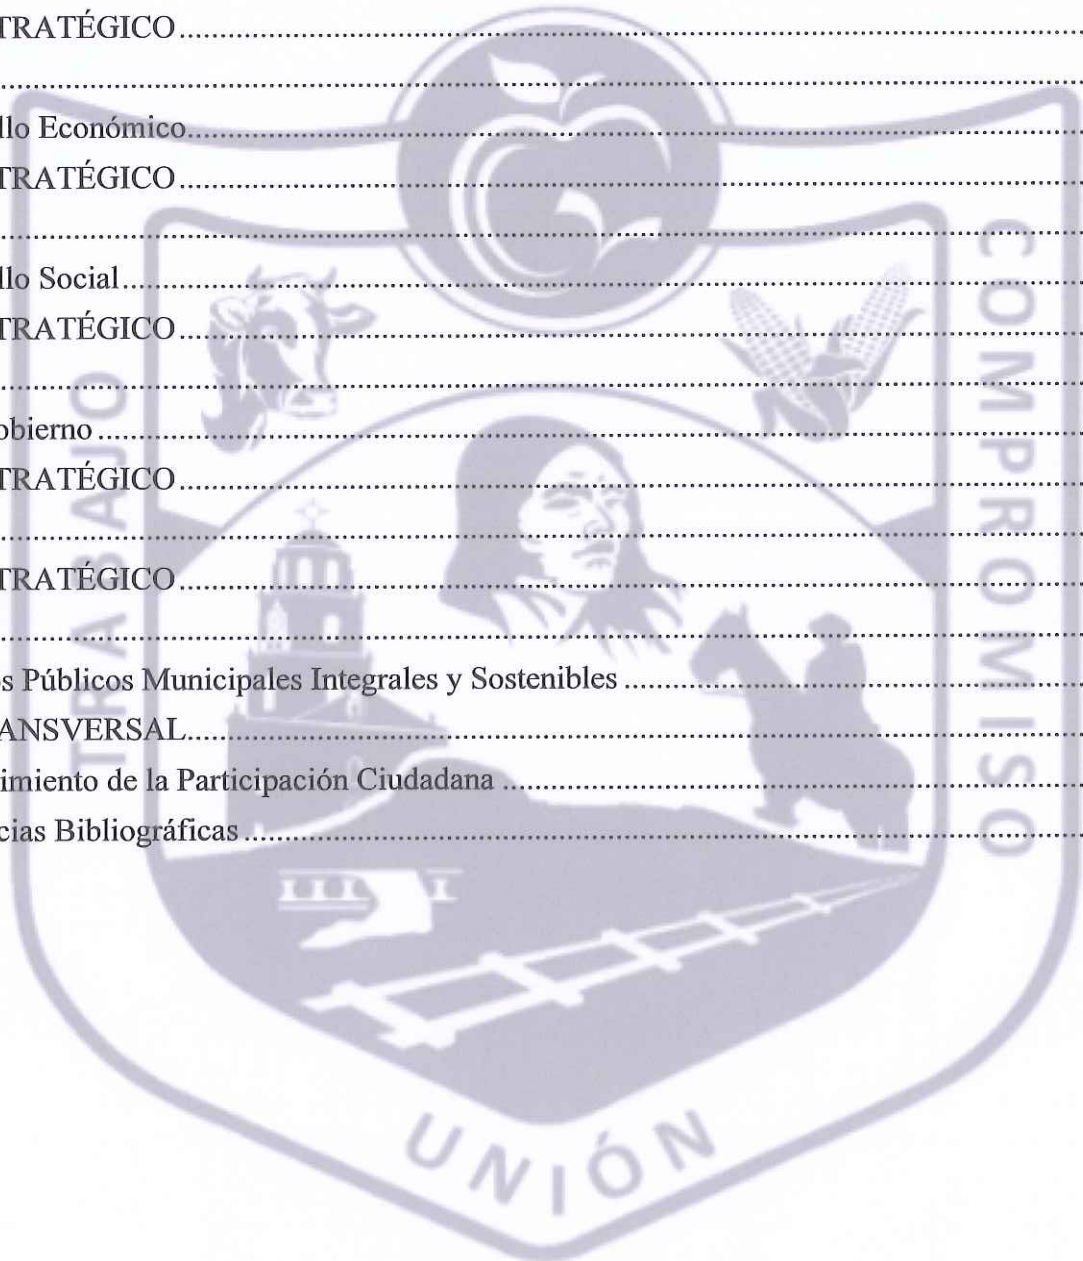 TRATÉGICO
llo Económico
TRATÉGICO
llo Social
TRATÉGICO
obierno
TRATÉGICO
TRATÉGICO
os Públicos Municipales Integrales y Sostenibles
ANSVERSAL
imiento de la Participación Ciudadana
cias Bibliográficas
TRABAJO
COMPROMISO
UNIÓN